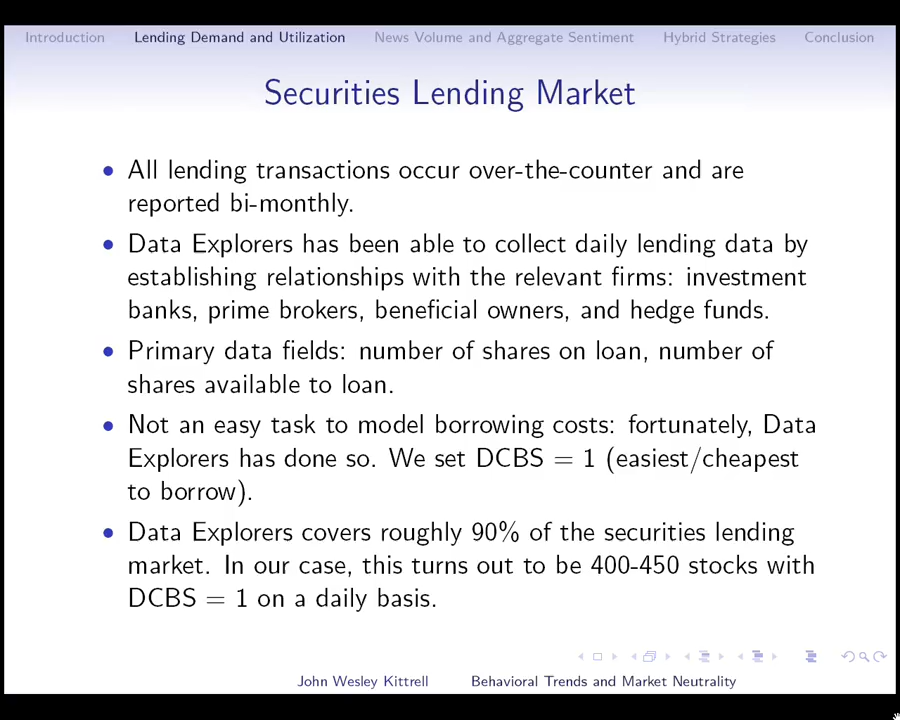 Introduction Lending Demand and Utilization News Volume and Aggregate Sentiment Hybrid Strategies Conclusion
Securities Lending Market
• All lending transactions occur over-the-counter and are
reported bi-monthly.
• Data Explorers has been able to collect daily lending data by
establishing relationships with the relevant firms: investment
banks, prime brokers, beneficial owners, and hedge funds.
• Primary data fields: number of shares on loan, number of
shares available to loan.
• Not an easy task to model borrowing costs: fortunately, Data
Explorers has done so. We set DCBS = 1 (easiest/cheapest
to borrow).
• Data Explorers covers roughly 90% of the securities lending
market. In our case, this turns out to be 400-450 stocks with
DCBS = 1 on a daily basis.
John Wesley Kittrell Behavioral Trends and Market Neutrality